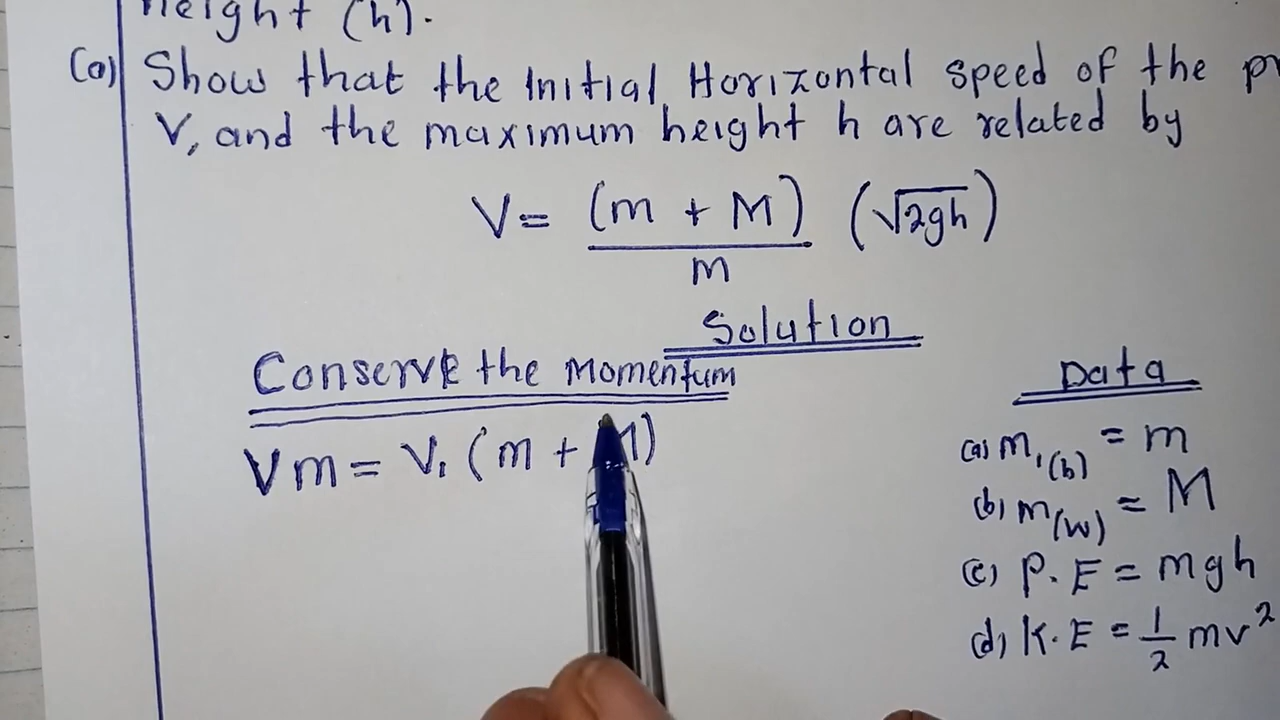 height (h).
(a) Show that the Initial Horizontal speed of the
V, and the maximum height h are related by
V = (m + M) (√2gh)
m
Solution
Conserve the Momentum
Vm = V₁ (m + M)
Data
(a) m₁(b) = m
(b) m(w) = M
(c) P.E = mgh
(d) K.E = 1/2 mv²